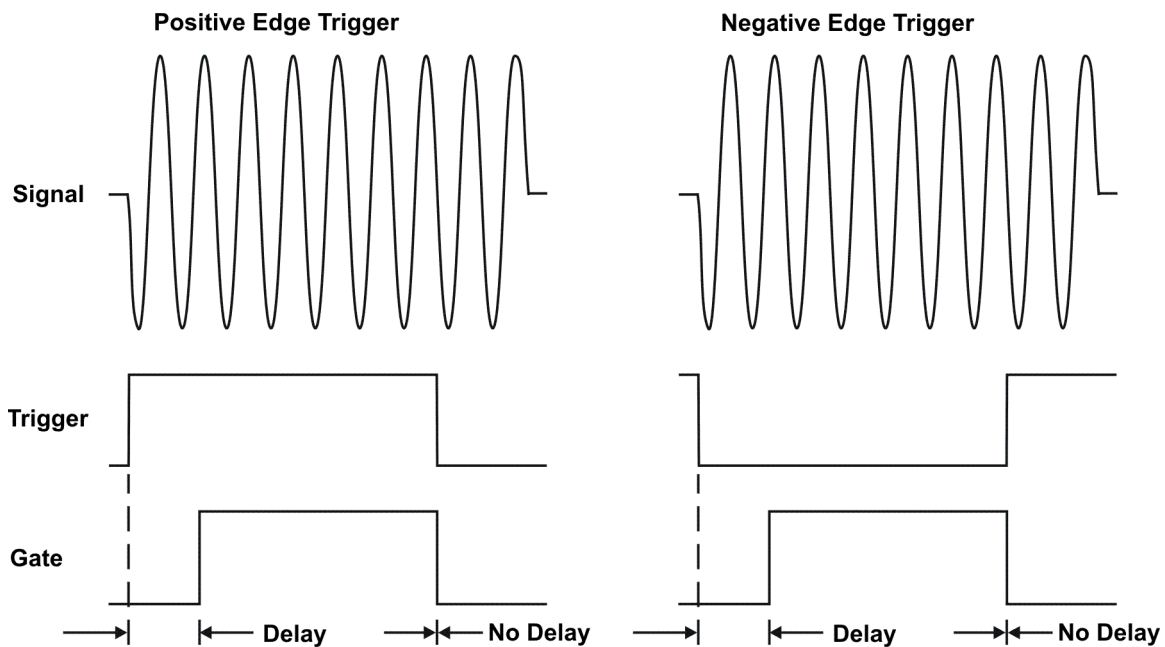 Positive Edge Trigger
Negative Edge Trigger
Signal
Trigger
Gate
Delay
No Delay
Delay
No Delay